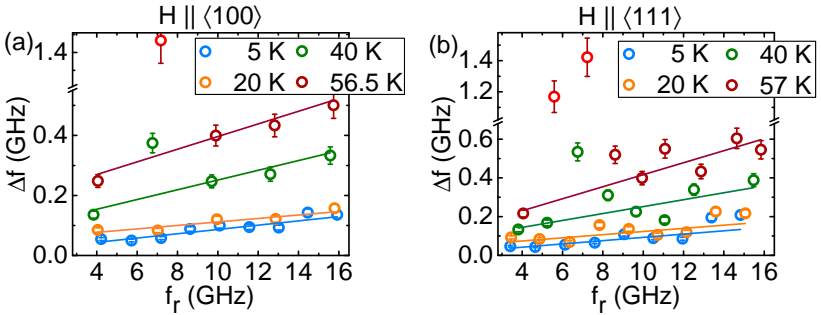 H || ⟨100⟩
(a)
5 K
40 K
20 K
56.5 K
1.4
0.4
0.2
0.0
Δf (GHz)
4 6 8 10 12 14 16
f_r (GHz)
H || ⟨111⟩
(b)
5 K
40 K
20 K
57 K
1.4
1.2
0.6
0.4
0.2
0.0
Δf (GHz)
4 6 8 10 12 14 16
f_r (GHz)